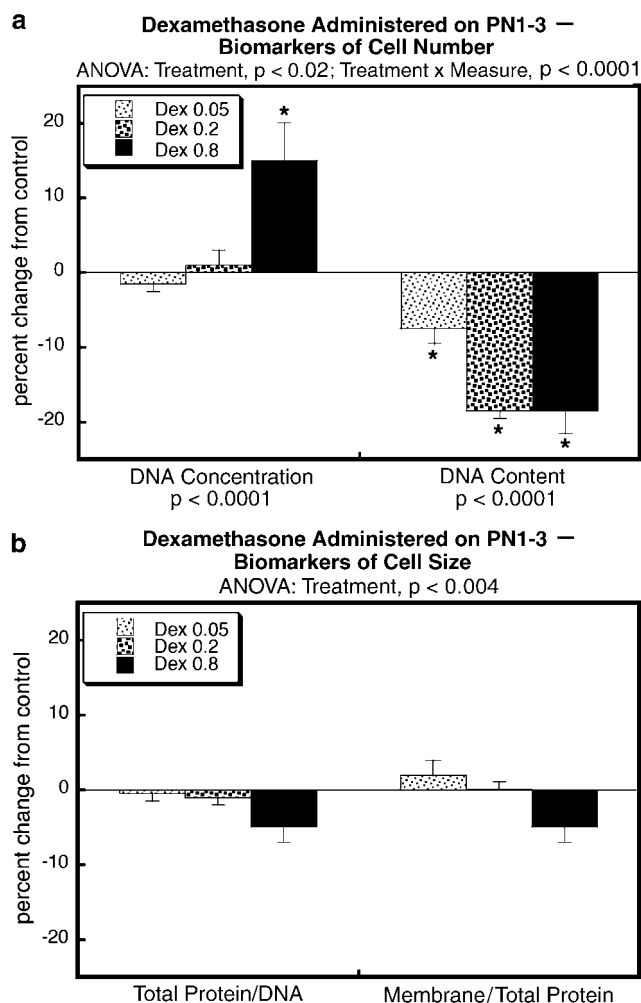 a
Dexamethasone Administered on PN1-3 —
Biomarkers of Cell Number
ANOVA: Treatment, p < 0.02; Treatment x Measure, p < 0.0001
Dex 0.05
Dex 0.2
Dex 0.8
percent change from control
20
10
0
-10
-20
*
*
*
*
DNA Concentration
p < 0.0001
DNA Content
p < 0.0001
b
Dexamethasone Administered on PN1-3 —
Biomarkers of Cell Size
ANOVA: Treatment, p < 0.004
Dex 0.05
Dex 0.2
Dex 0.8
percent change from control
20
10
0
-10
-20
Total Protein/DNA
Membrane/Total Protein